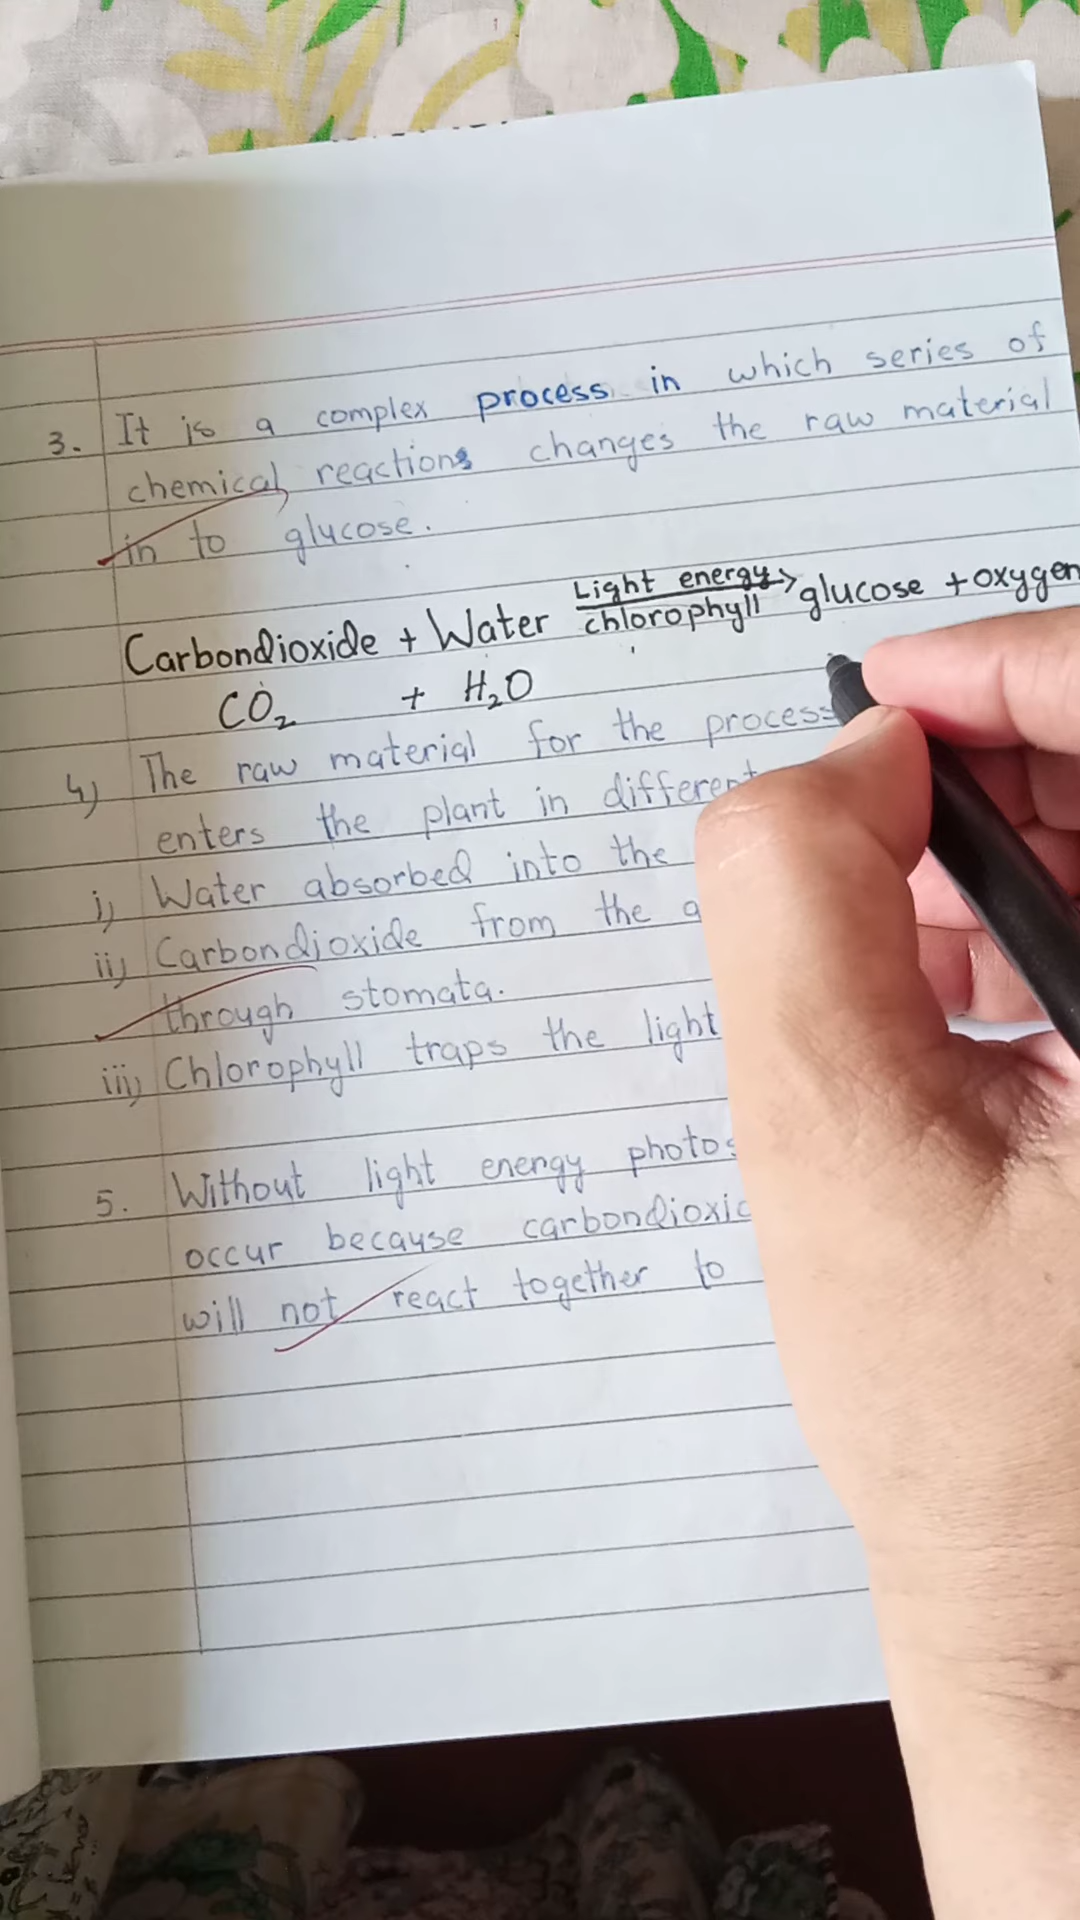 3. It is a complex process in which series of
chemical reactions changes the raw material
in to glucose.
Light energy
Carbondioxide + Water chlorophyll > glucose + oxygen
CO₂ + H₂O
4) The raw material for the process
enters the plant in different
i) Water absorbed into the
ii) Carbondioxide from the
through stomata.
iii) Chlorophyll traps the light
5. Without light energy
occur because
will not react together to